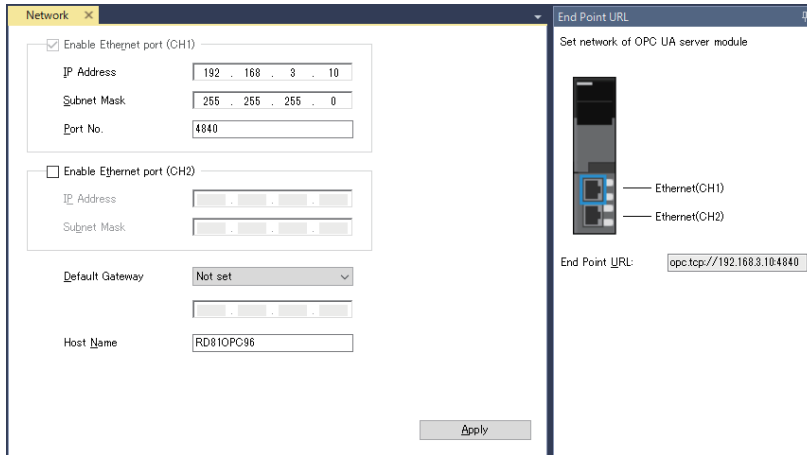 Network
Enable Ethernet port (CH1)
IP Address 192 . 168 . 3 . 10
Subnet Mask 255 . 255 . 255 . 0
Port No. 4840
Enable Ethernet port (CH2)
IP Address . . .
Subnet Mask . . .
Default Gateway Not set
. . .
Host Name RD81OPC96
Apply
End Point URL
Set network of OPC UA server module
Ethernet(CH1)
Ethernet(CH2)
End Point URL: opc.tcp://192.168.3.10:4840